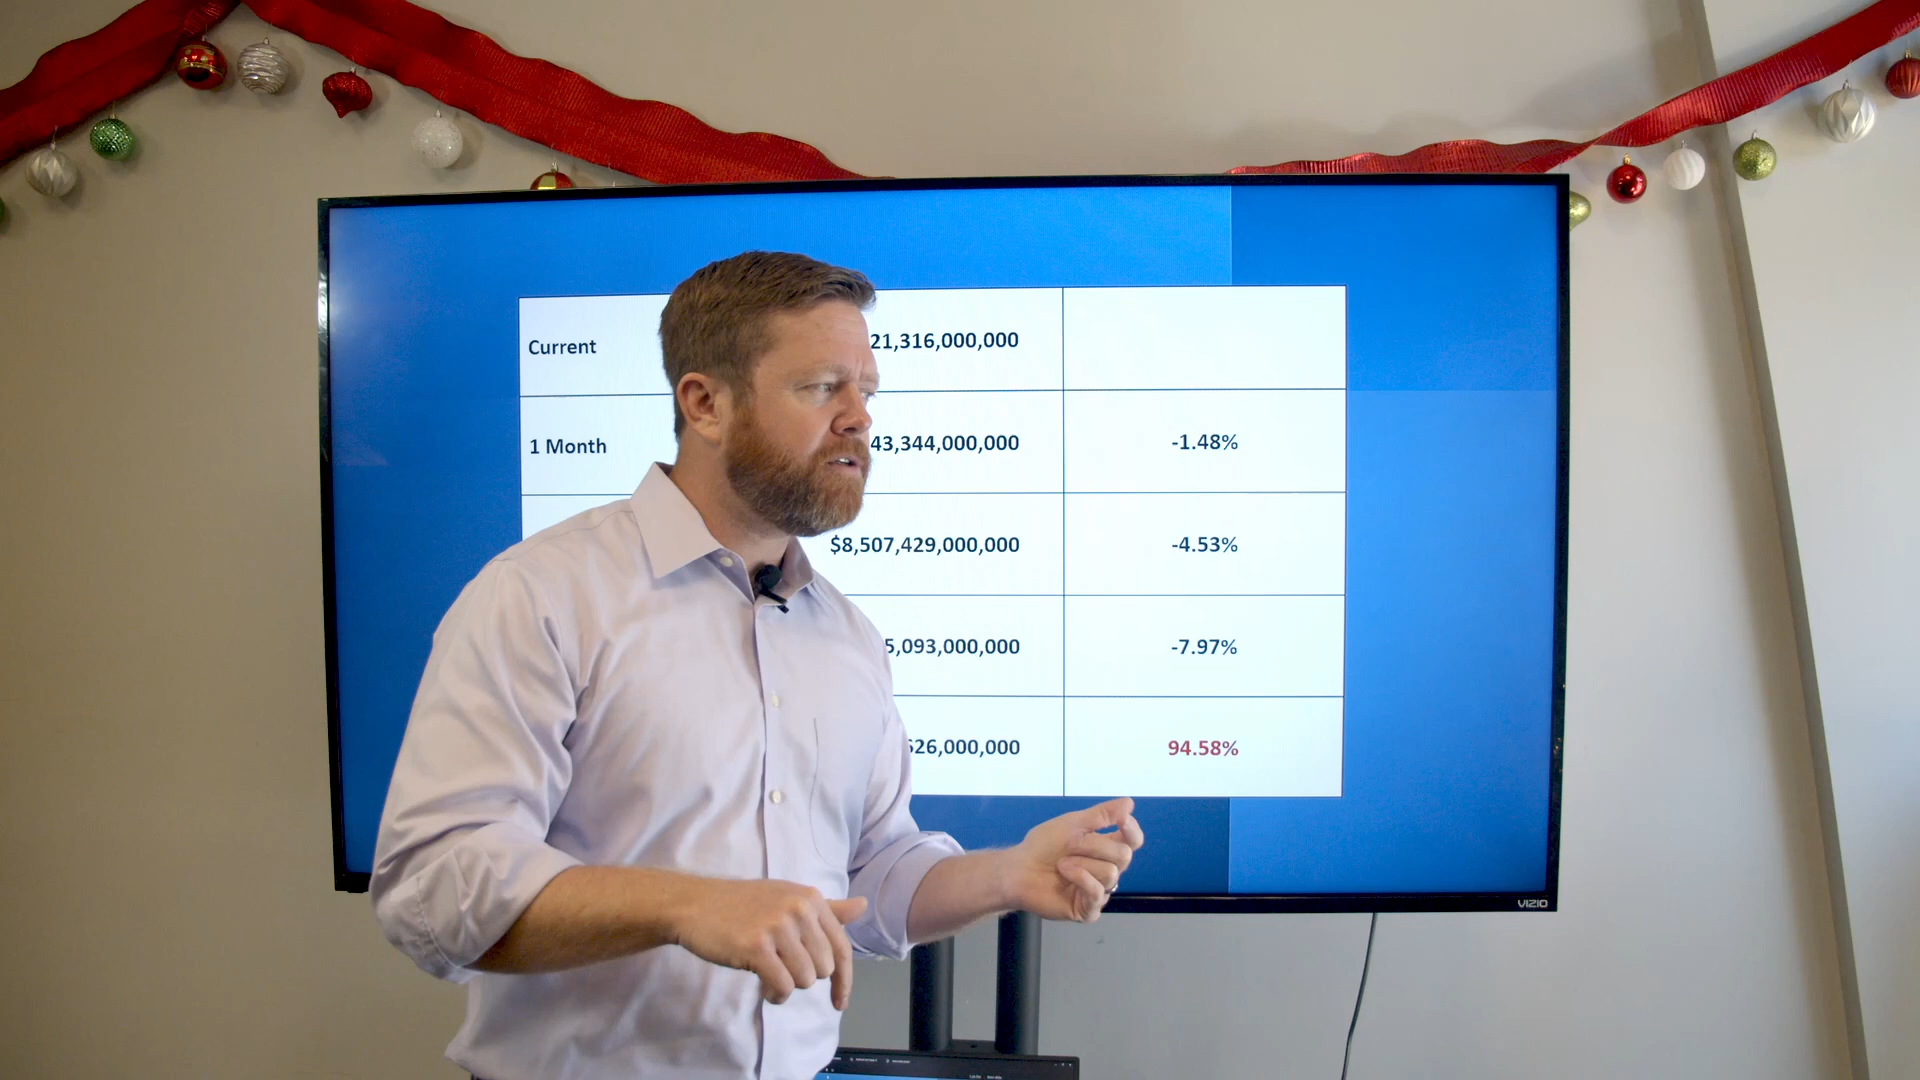 Current 21,316,000,000
1 Month 43,344,000,000 -1.48%
$8,507,429,000,000 -4.53%
5,093,000,000 -7.97%
626,000,000 94.58%
VIZIO